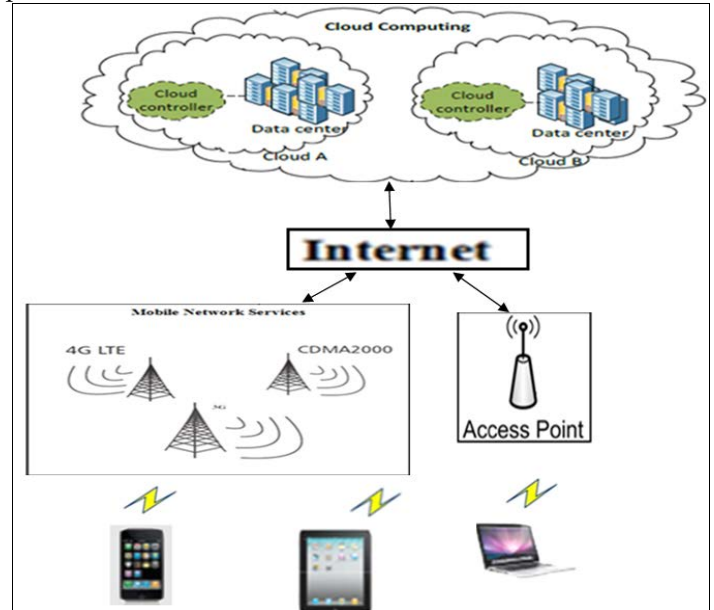 Cloud Computing
Cloud
controller
Data center
Cloud A
Cloud
controller
Data center
Cloud B
Internet
Mobile Network Services
4G LTE
CDMA2000
Access Point